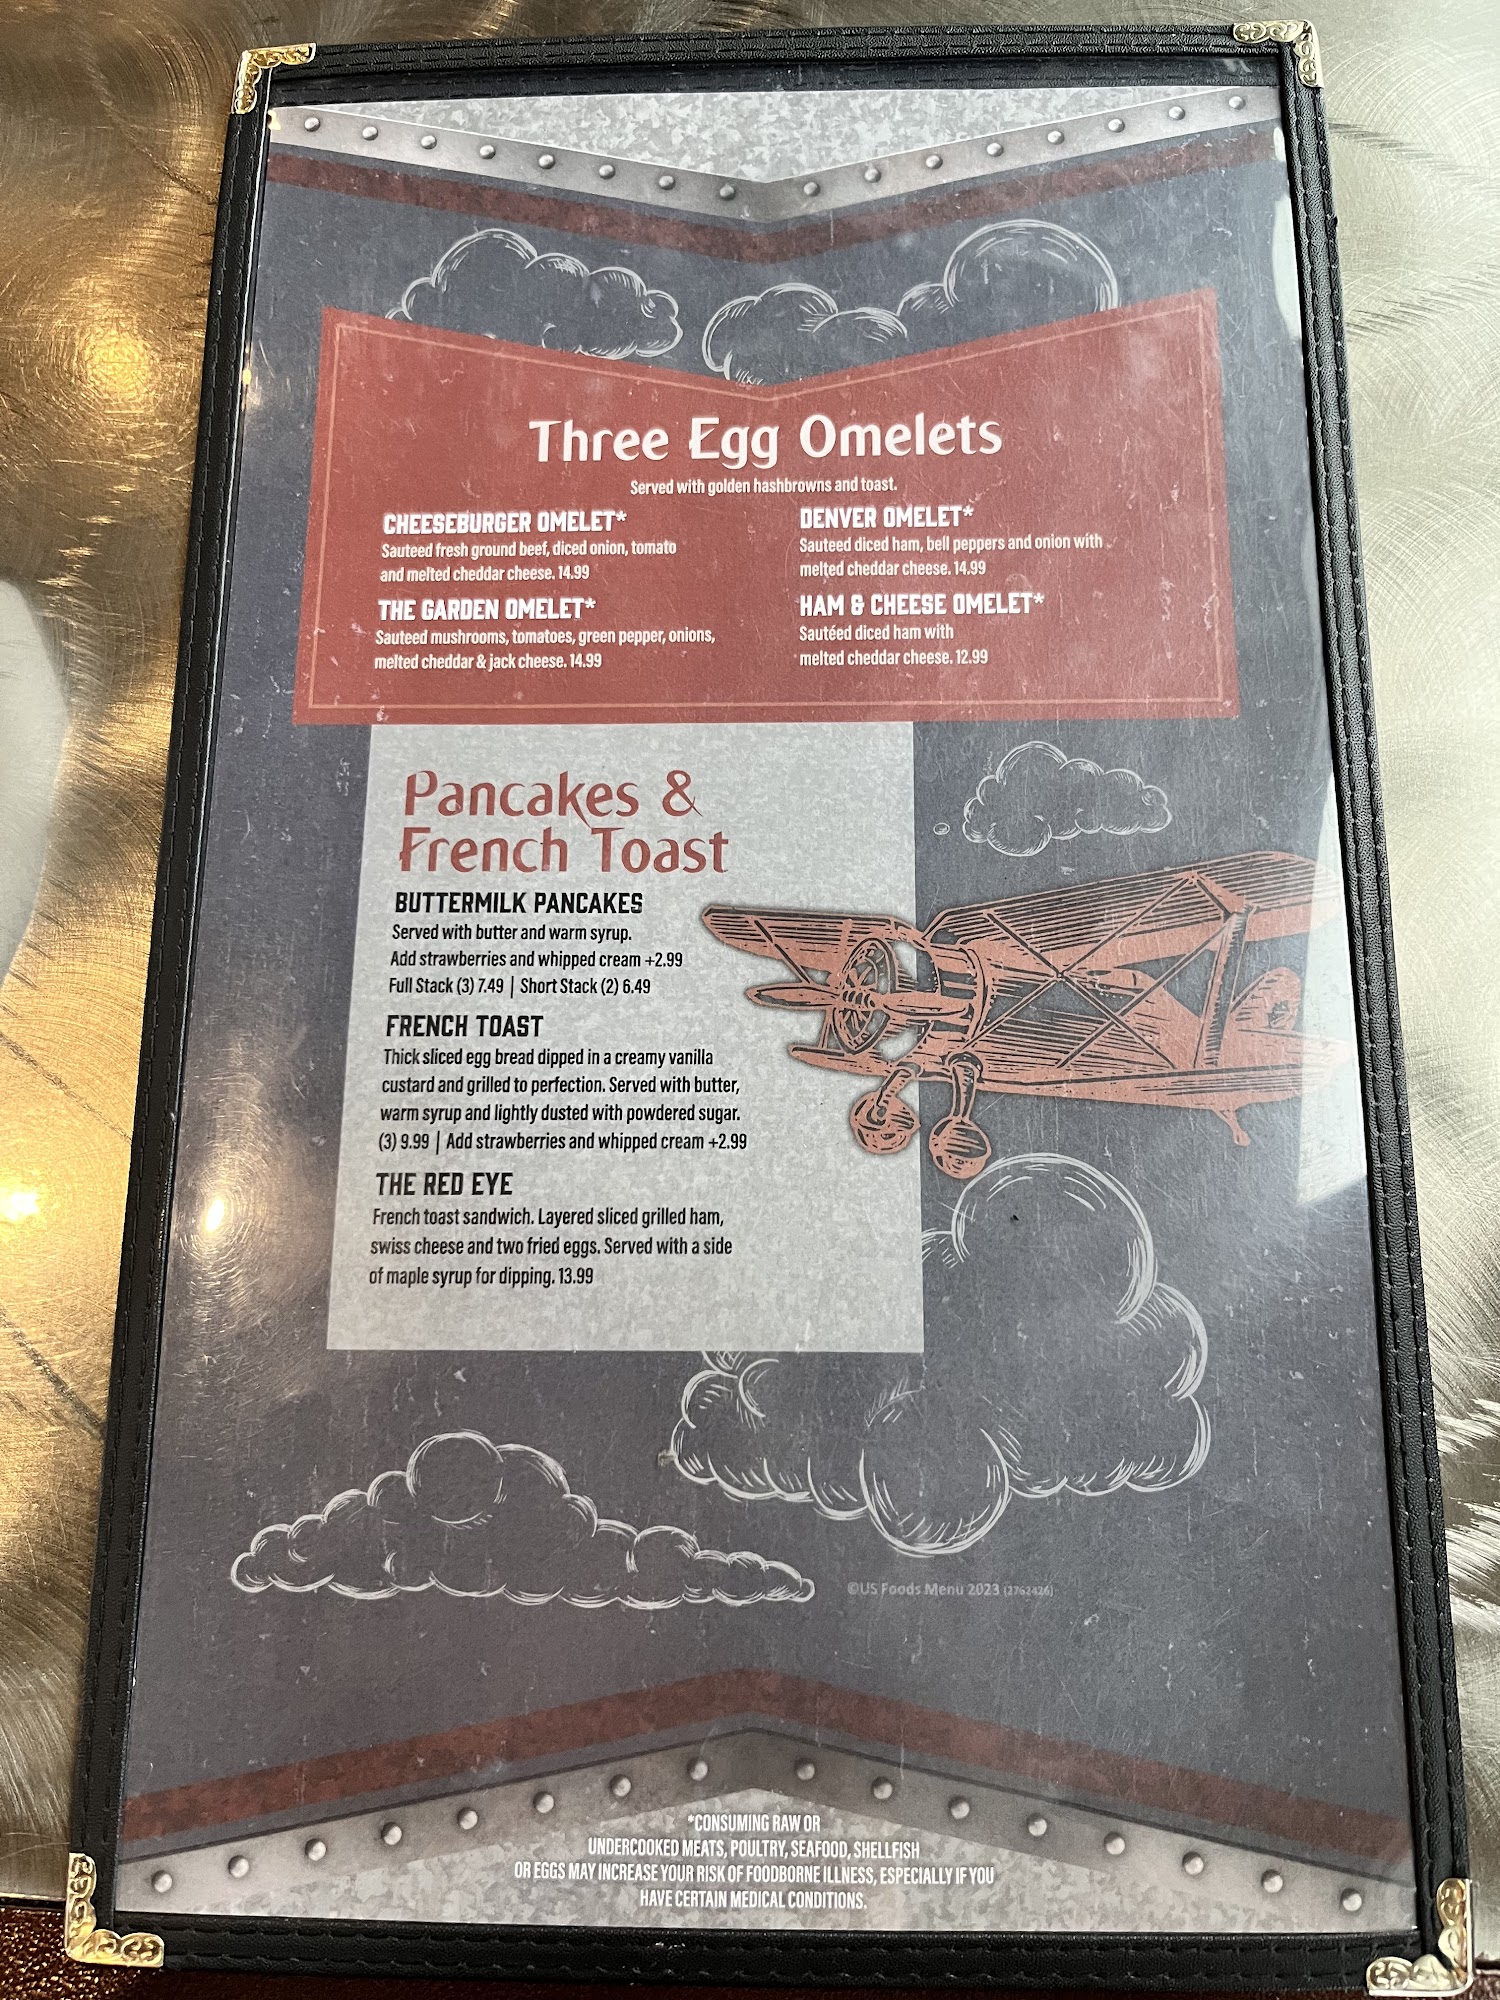 Three Egg Omelets
Served with golden hashbrowns and toast.
CHEESEBURGER OMELET*
Sauteed fresh ground beef, diced onion, tomato
and melted cheddar cheese. 14.99
THE GARDEN OMELET*
Sauteed mushrooms, tomatoes, green pepper, onions,
melted cheddar & jack cheese. 14.99
DENVER OMELET*
Sauteed diced ham, bell peppers and onion with
melted cheddar cheese. 14.99
HAM & CHEESE OMELET*
Sautéed diced ham with
melted cheddar cheese. 12.99
Pancakes &
French Toast
BUTTERMILK PANCAKES
Served with butter and warm syrup.
Add strawberries and whipped cream +2.99
Full Stack (3) 7.49 | Short Stack (2) 6.49
FRENCH TOAST
Thick sliced egg bread dipped in a creamy vanilla
custard and grilled to perfection. Served with butter,
warm syrup and lightly dusted with powdered sugar.
(3) 9.99 | Add strawberries and whipped cream +2.99
THE RED EYE
French toast sandwich. Layered sliced grilled ham,
swiss cheese and two fried eggs. Served with a side
of maple syrup for dipping. 13.99
©US Foods Menu 2023 (2762426)
*CONSUMING RAW OR
UNDERCOOKED MEATS, POULTRY, SEAFOOD, SHELLFISH
OR EGGS MAY INCREASE YOUR RISK OF FOODBORNE ILLNESS, ESPECIALLY IF YOU
HAVE CERTAIN MEDICAL CONDITIONS.